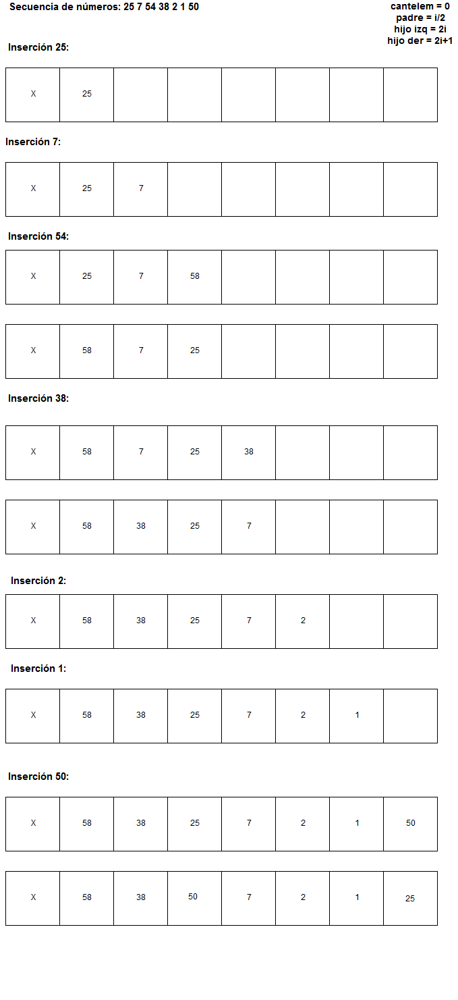 Secuencia de números: 25 7 54 38 2 1 50
cantelem = 0
padre = i/2
hijo izq = 2i
hijo der = 2i+1
Inserción 25:
X 25
Inserción 7:
X 25 7
Inserción 54:
X 25 7 58
X 58 7 25
Inserción 38:
X 58 7 25 38
X 58 38 25 7
Inserción 2:
X 58 38 25 7 2
Inserción 1:
X 58 38 25 7 2 1
Inserción 50:
X 58 38 25 7 2 1 50
X 58 38 50 7 2 1 25